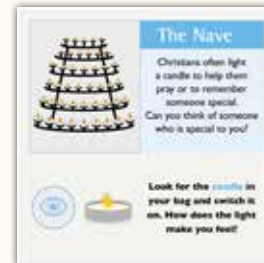 The Nave
Christians often light
a candle to help them
pray or to remember
someone special.
Can you think of someone
who is special to you?
Look for the candle in
your bag and switch it
on. How does the light
make you feel?